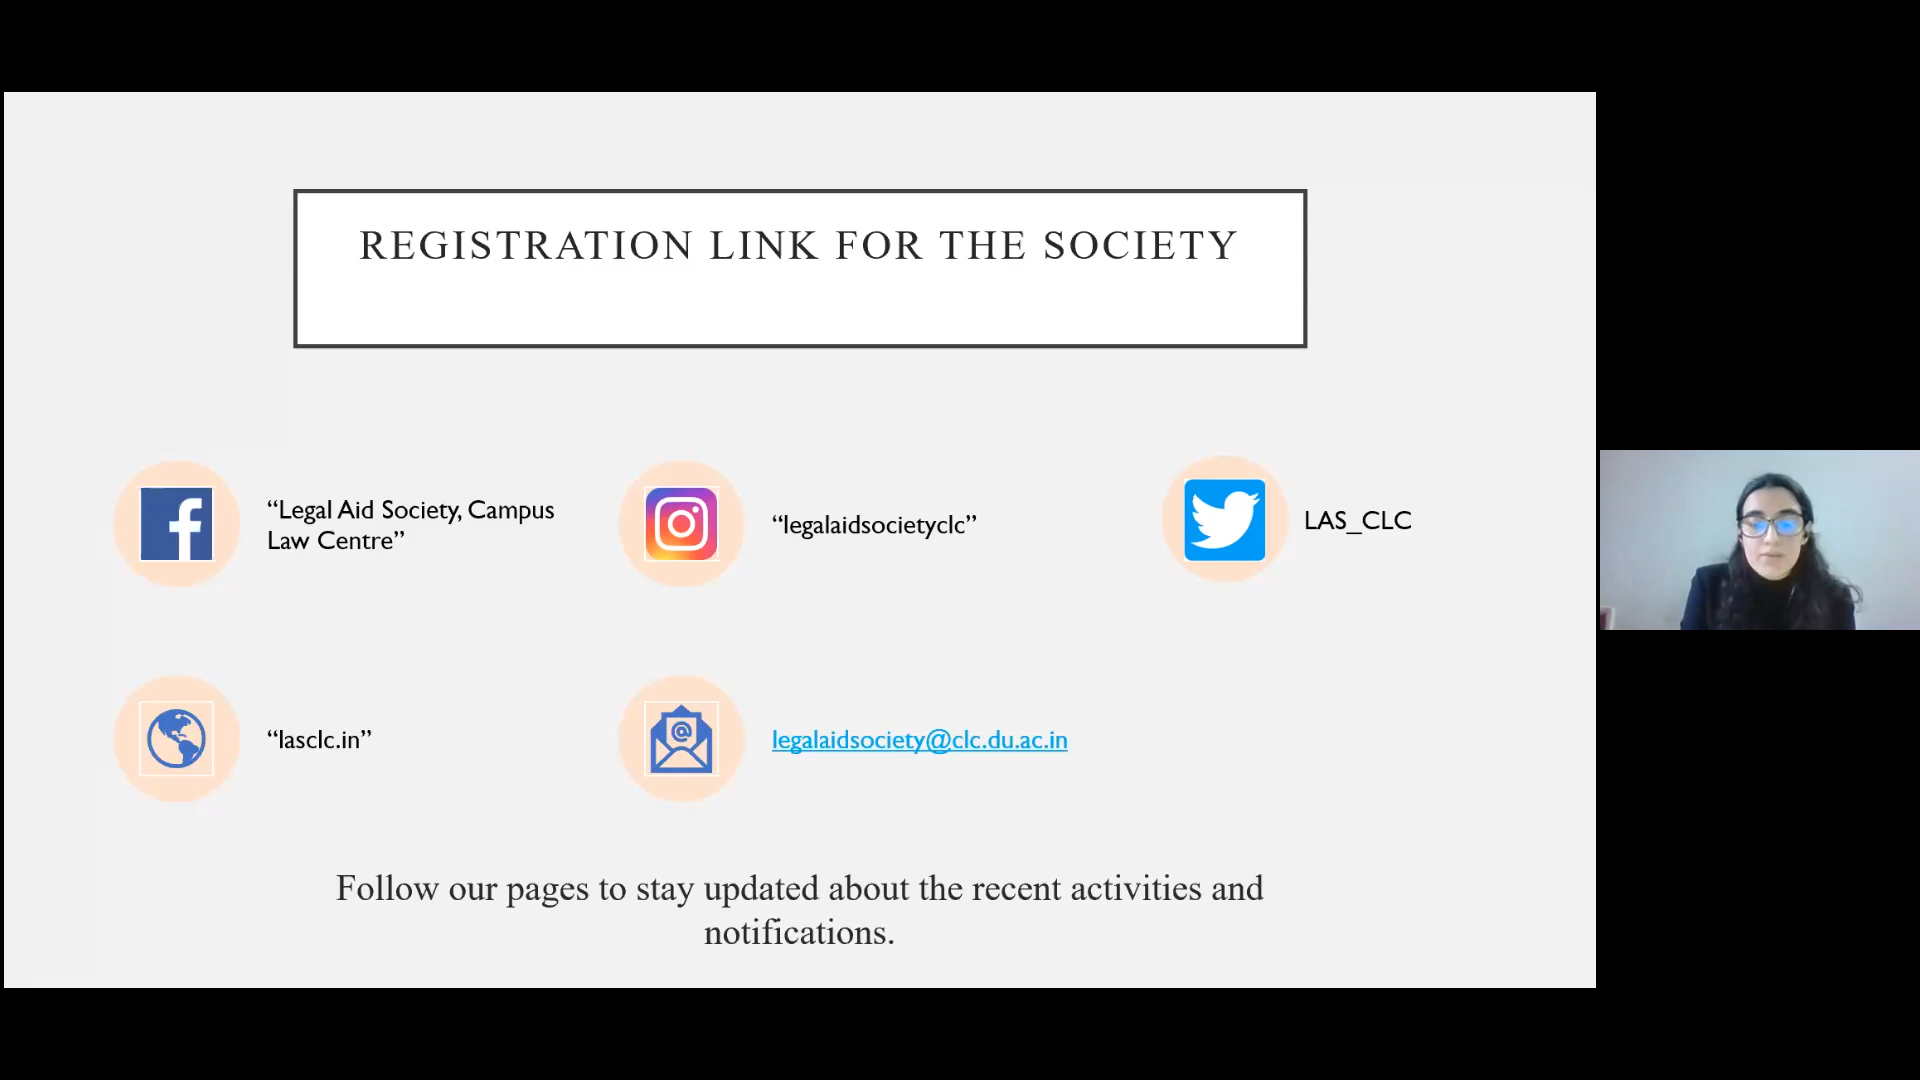 REGISTRATION LINK FOR THE SOCIETY
“Legal Aid Society, Campus
Law Centre”
“legalaidsocietyclc”
LAS_CLC
“lasclc.in”
legalaidsociety@clc.du.ac.in
Follow our pages to stay updated about the recent activities and
notifications.